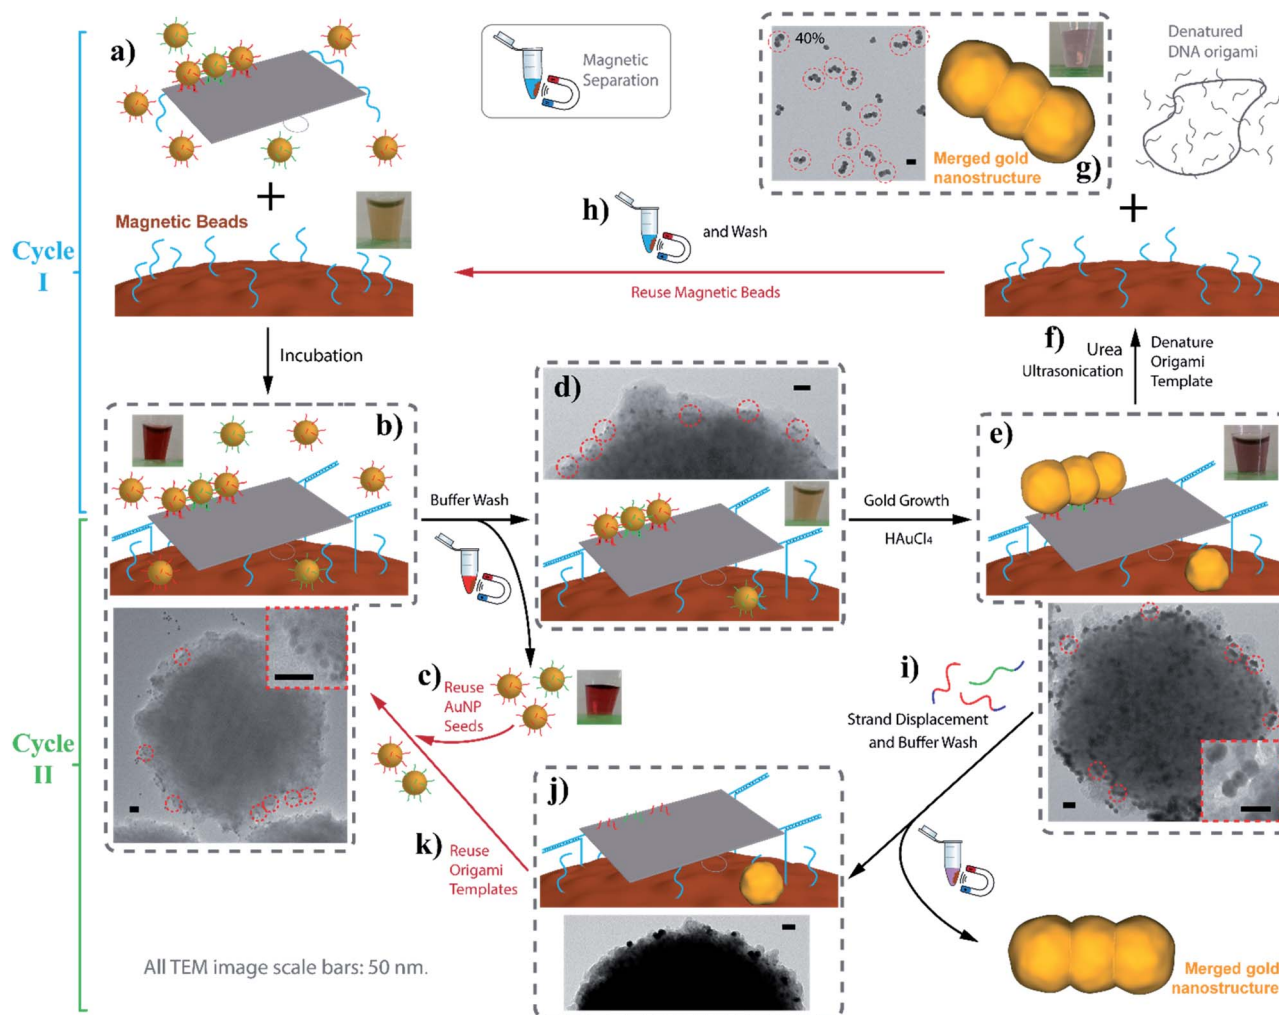 a)
Magnetic
Separation
40%
Merged gold
nanostructure
g)
Denatured
DNA origami
+
Magnetic Beads
h)
and Wash
Reuse Magnetic Beads
+
Cycle
I
Incubation
f)
Urea
Ultrasonication
Denature
Origami
Template
b)
Buffer Wash
d)
Gold Growth
HAuCl₄
e)
c)
Reuse
AuNP
Seeds
i)
Strand Displacement
and Buffer Wash
Cycle
II
j)
k)
Reuse
Origami
Templates
All TEM image scale bars: 50 nm.
Merged gold
nanostructure